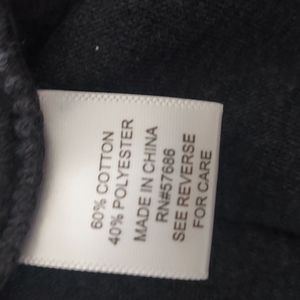 60% COTTON
40% POLYESTER
MADE IN CHINA
RN#57686
SEE REVERSE
FOR CARE